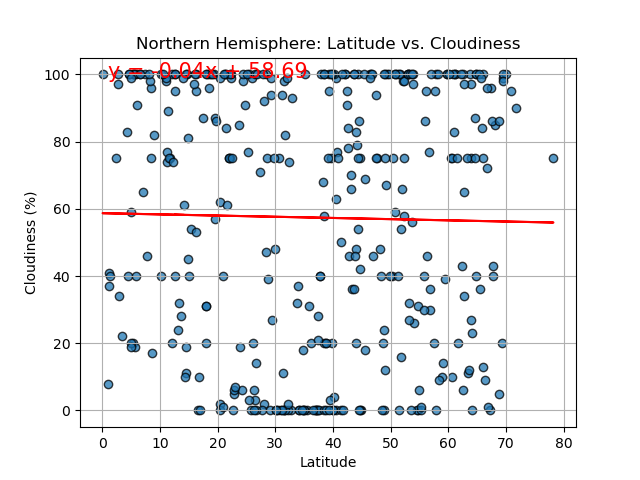 Northern Hemisphere: Latitude vs. Cloudiness
y = -0.04x + 58.69
100
80
60
40
20
0
Cloudiness (%)
0 10 20 30 40 50 60 70 80
Latitude